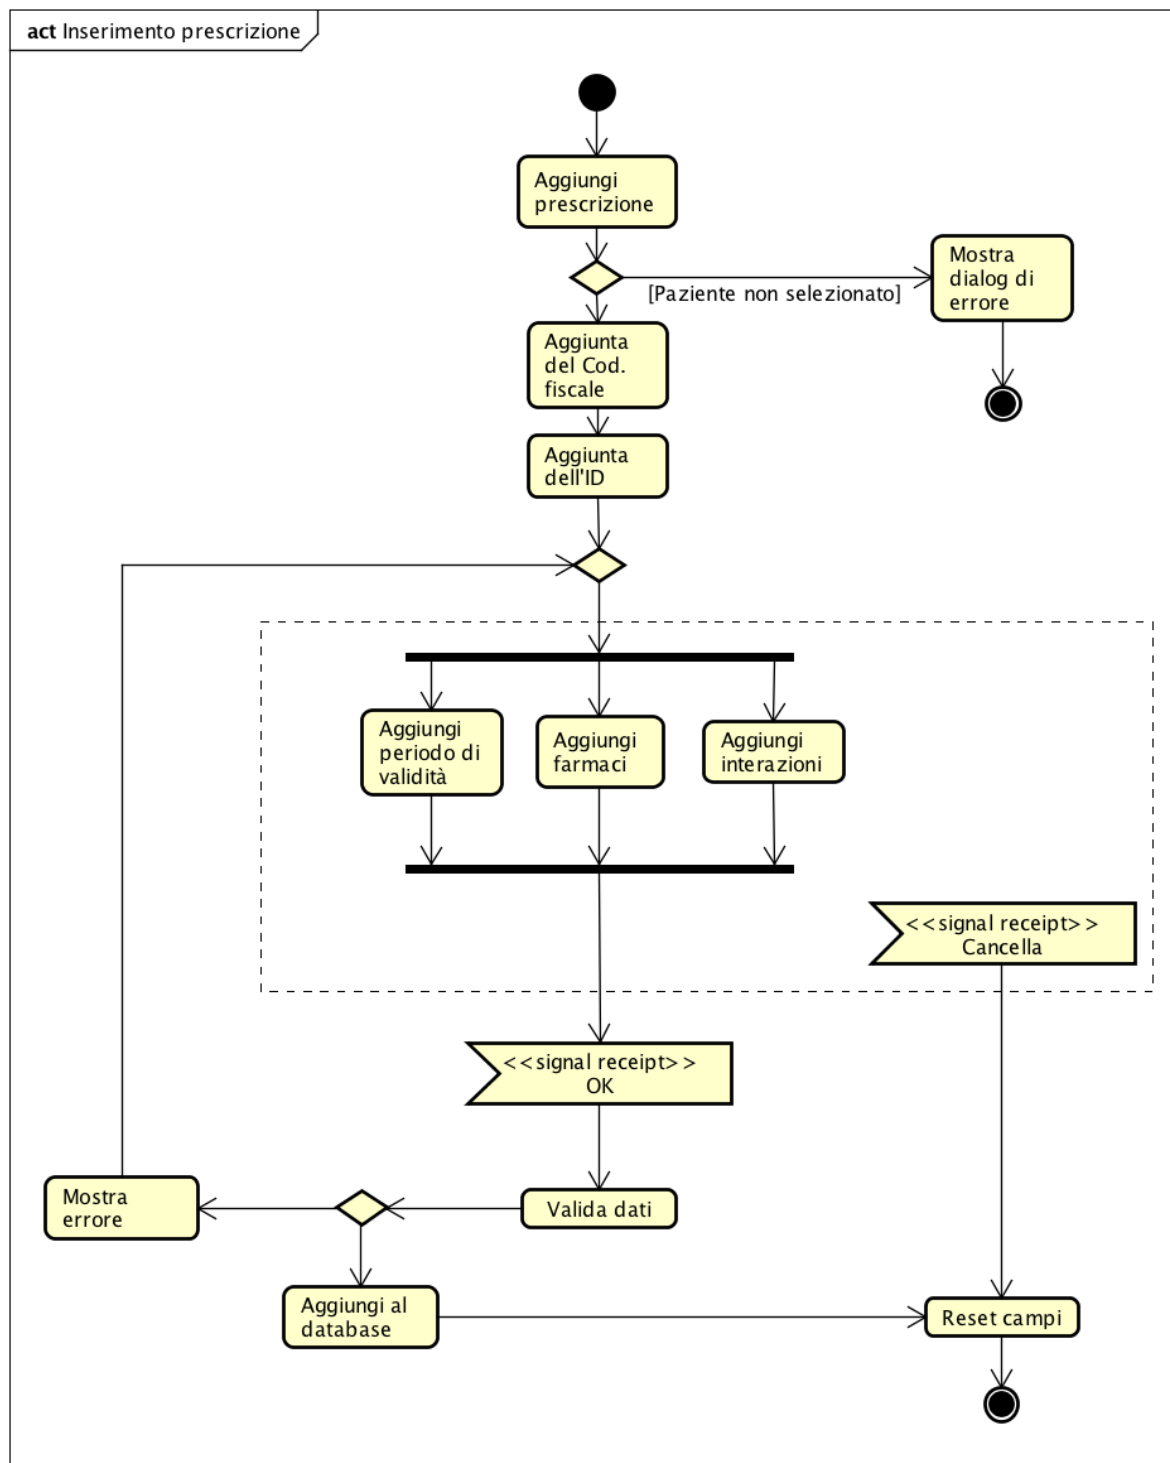 act Inserimento prescrizione
Aggiungi
prescrizione
[Paziente non selezionato]
Mostra
dialog di
errore
Aggiunta
del Cod.
fiscale
Aggiunta
dell'ID
Aggiungi
periodo di
validità
Aggiungi
farmaci
Aggiungi
interazioni
<<signal receipt>>
Cancella
<<signal receipt>>
OK
Mostra
errore
Valida dati
Aggiungi al
database
Reset campi